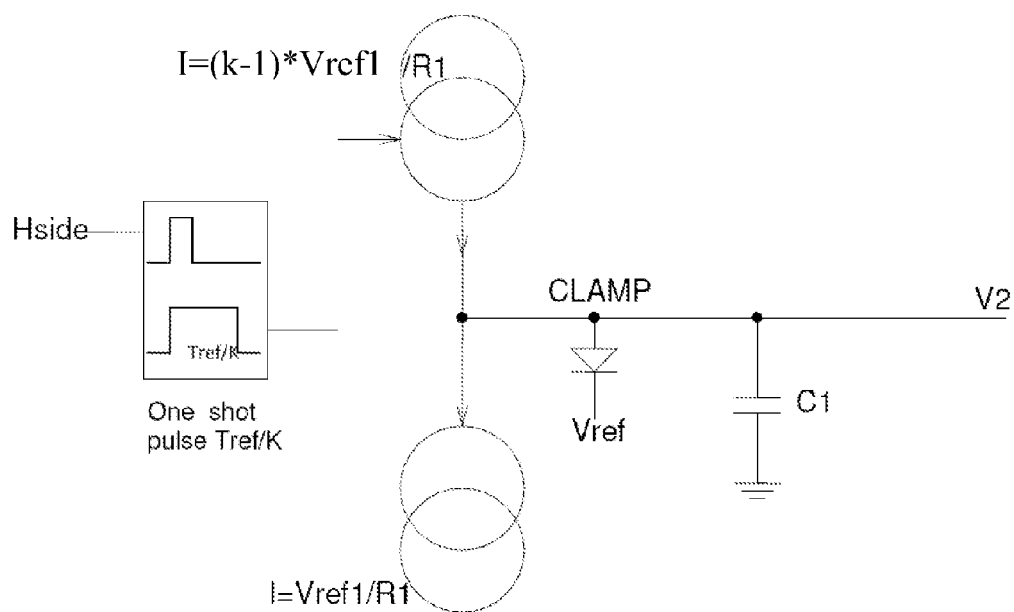 I=(k-1)*Vref1 /R1
Hside
CLAMP
V2
Tref/K
One shot
pulse Tref/K
Vref
C1
I=Vref1/R1